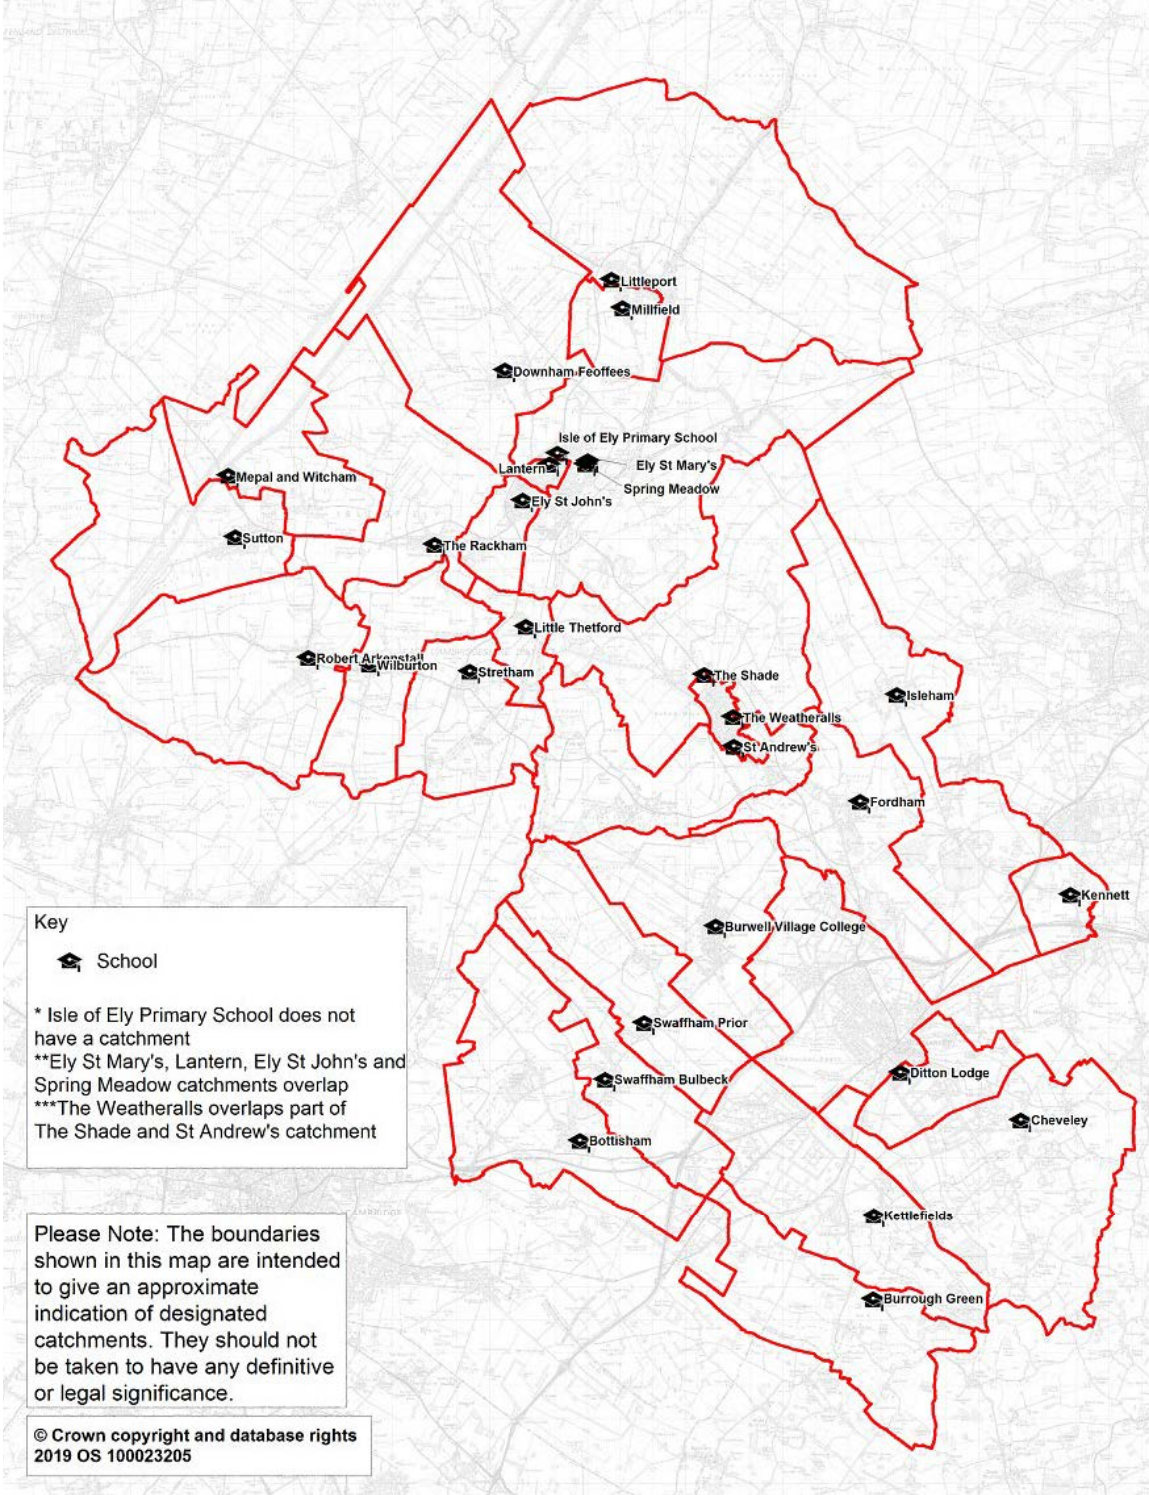 Littleport
Millfield
Downham Feoffees
Isle of Ely Primary School
Lantern
Ely St Mary's
Spring Meadow
Mepal and Witcham
Ely St John's
Sutton
The Rackham
Little Thetford
Robert Arkenstall
Wilburton
Stretham
The Shade
Isleham
The Weatheralls
St Andrew's
Fordham
Kennett
Burwell Village College
Swaffham Prior
Swaffham Bulbeck
Ditton Lodge
Cheveley
Bottisham
Kettlefields
Burrough Green
Key
School
* Isle of Ely Primary School does not
have a catchment
**Ely St Mary's, Lantern, Ely St John's and
Spring Meadow catchments overlap
***The Weatheralls overlaps part of
The Shade and St Andrew's catchment
Please Note: The boundaries
shown in this map are intended
to give an approximate
indication of designated
catchments. They should not
be taken to have any definitive
or legal significance.
© Crown copyright and database rights
2019 OS 100023205